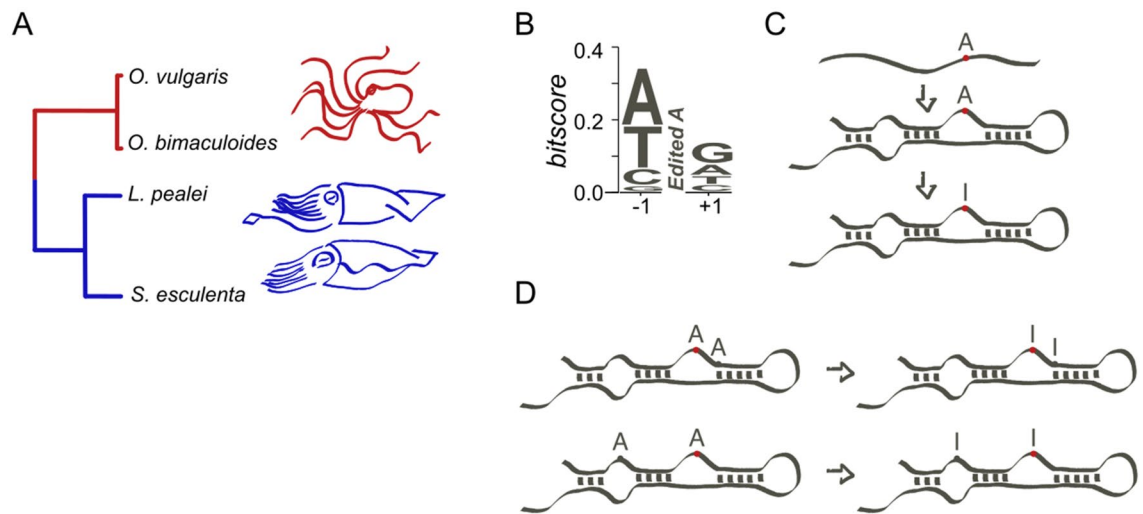 A
O. vulgaris
O. bimaculoides
L. pealei
S. esculenta
B
0.4
0.2
0.0
bitscore
A
T
C
G
Edited A
G
A
T
C
-1
+1
C
A
A
I
D
A
A
I
I
A
A
I
I